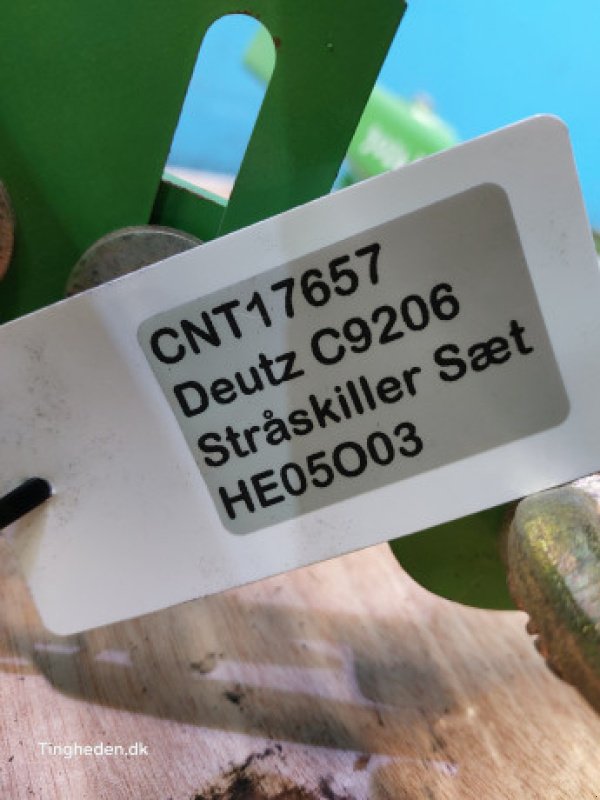 CNT17657
Deutz C9206
Stråskiller Sæt
HE05O03
Tingheden.dk